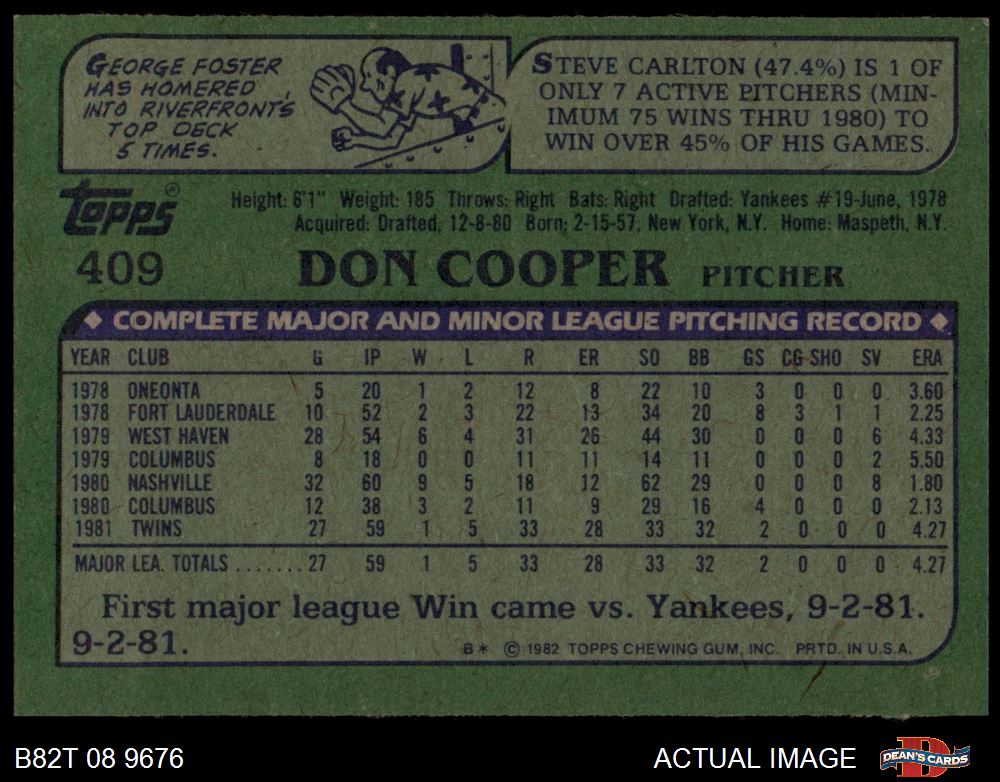 GEORGE FOSTER
HAS HOMERED
INTO RIVERFRONT'S
TOP DECK
5 TIMES.
STEVE CARLTON (47.4%) IS 1 OF
ONLY 7 ACTIVE PITCHERS (MIN-
IMUM 75 WINS THRU 1980) TO
WIN OVER 45% OF HIS GAMES.
Topps®
Height: 6'1" Weight: 185 Throws: Right Bats: Right Drafted: Yankees #19-June, 1978
Acquired: Drafted, 12-8-80 Born: 2-15-57, New York, N.Y. Home: Maspeth, N.Y.
409 DON COOPER PITCHER
◆ COMPLETE MAJOR AND MINOR LEAGUE PITCHING RECORD ◆
YEAR CLUB G IP W L R ER SO BB GS CG SHO SV ERA
1978 ONEONTA 5 20 1 2 12 8 22 10 3 0 0 0 3.60
1978 FORT LAUDERDALE 10 52 2 3 22 13 34 20 8 3 1 1 2.25
1979 WEST HAVEN 28 54 6 4 31 26 44 30 0 0 0 6 4.33
1979 COLUMBUS 8 18 0 0 11 11 14 11 0 0 0 2 5.50
1980 NASHVILLE 32 60 9 5 18 12 62 29 0 0 0 8 1.80
1980 COLUMBUS 12 38 3 2 11 9 29 16 4 0 0 0 2.13
1981 TWINS 27 59 1 5 33 28 33 32 2 0 0 0 4.27
MAJOR LEA. TOTALS ....... 27 59 1 5 33 28 33 32 2 0 0 0 4.27
First major league Win came vs. Yankees, 9-2-81.
9-2-81.
B* © 1982 TOPPS CHEWING GUM, INC. PRTD. IN U.S.A.
B82T 08 9676
ACTUAL IMAGE
DEAN'S CARDS